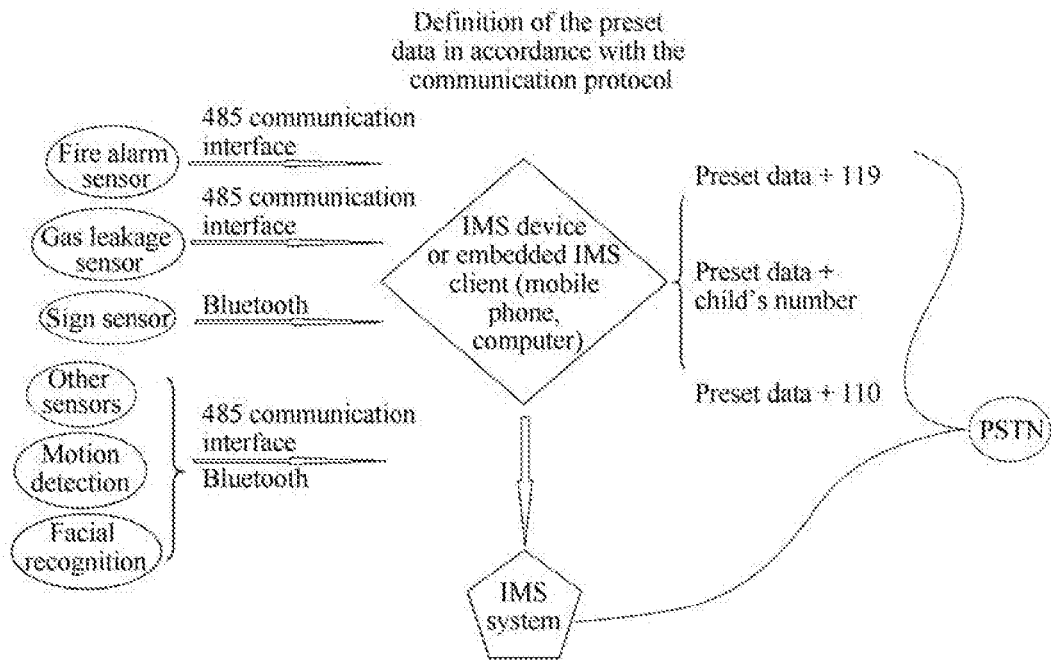 Definition of the preset
data in accordance with the
communication protocol
485 communication
interface
Fire alarm
sensor
485 communication
interface
Gas leakage
sensor
Bluetooth
Sign sensor
Other
sensors
Motion
detection
Facial
recognition
485 communication
interface
Bluetooth
IMS device
or embedded IMS
client (mobile
phone,
computer)
Preset data + 119
Preset data +
child's number
Preset data + 110
PSTN
IMS
system